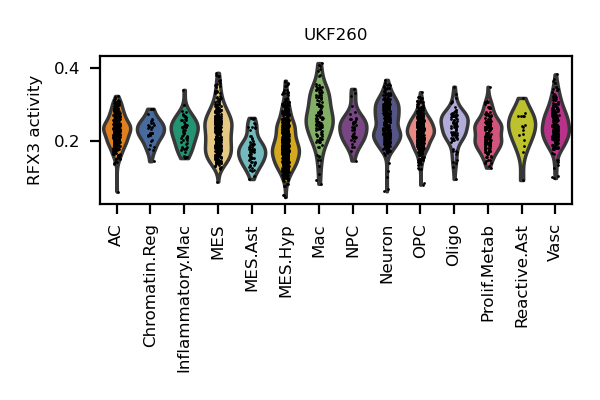 UKF260
RFX3 activity
0.4
0.2
AC
Chromatin.Reg
Inflammatory.Mac
MES
MES.Ast
MES.Hyp
Mac
NPC
Neuron
OPC
Oligo
Prolif.Metab
Reactive.Ast
Vasc